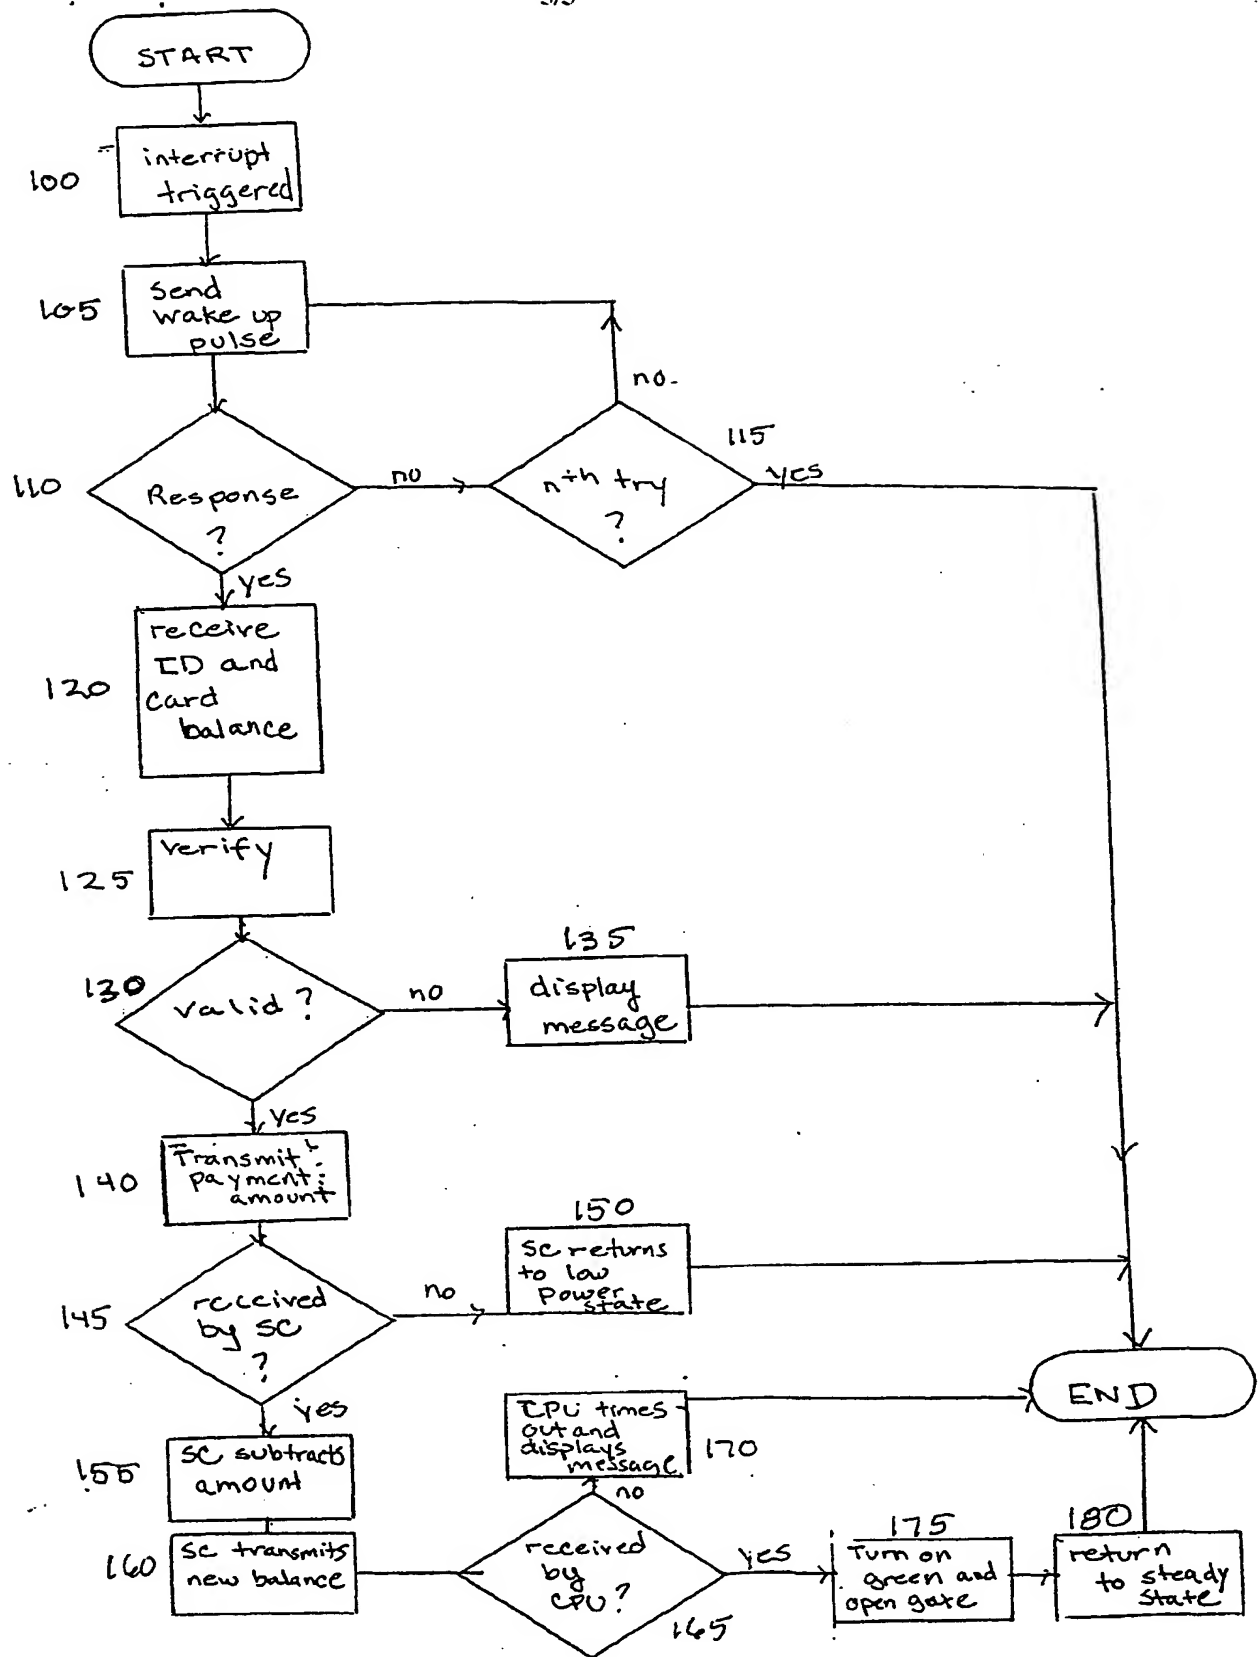 START
100
interrupt
triggered
105
send
wake up
pulse
no.
115
110
Response
?
no
nth try
?
yes
yes
120
receive
ID and
card
balance
125
verify
130
valid?
no
135
display
message
yes
140
Transmit
payment
amount
145
received
by SC
?
no
150
SC returns
to low
power
state
yes
155
SC subtracts
amount
160
SC transmits
new balance
CPU times
out and
displays
message
170
no
received
by
CPU?
165
yes
175
Turn on
green and
open gate
180
return
to steady
state
END